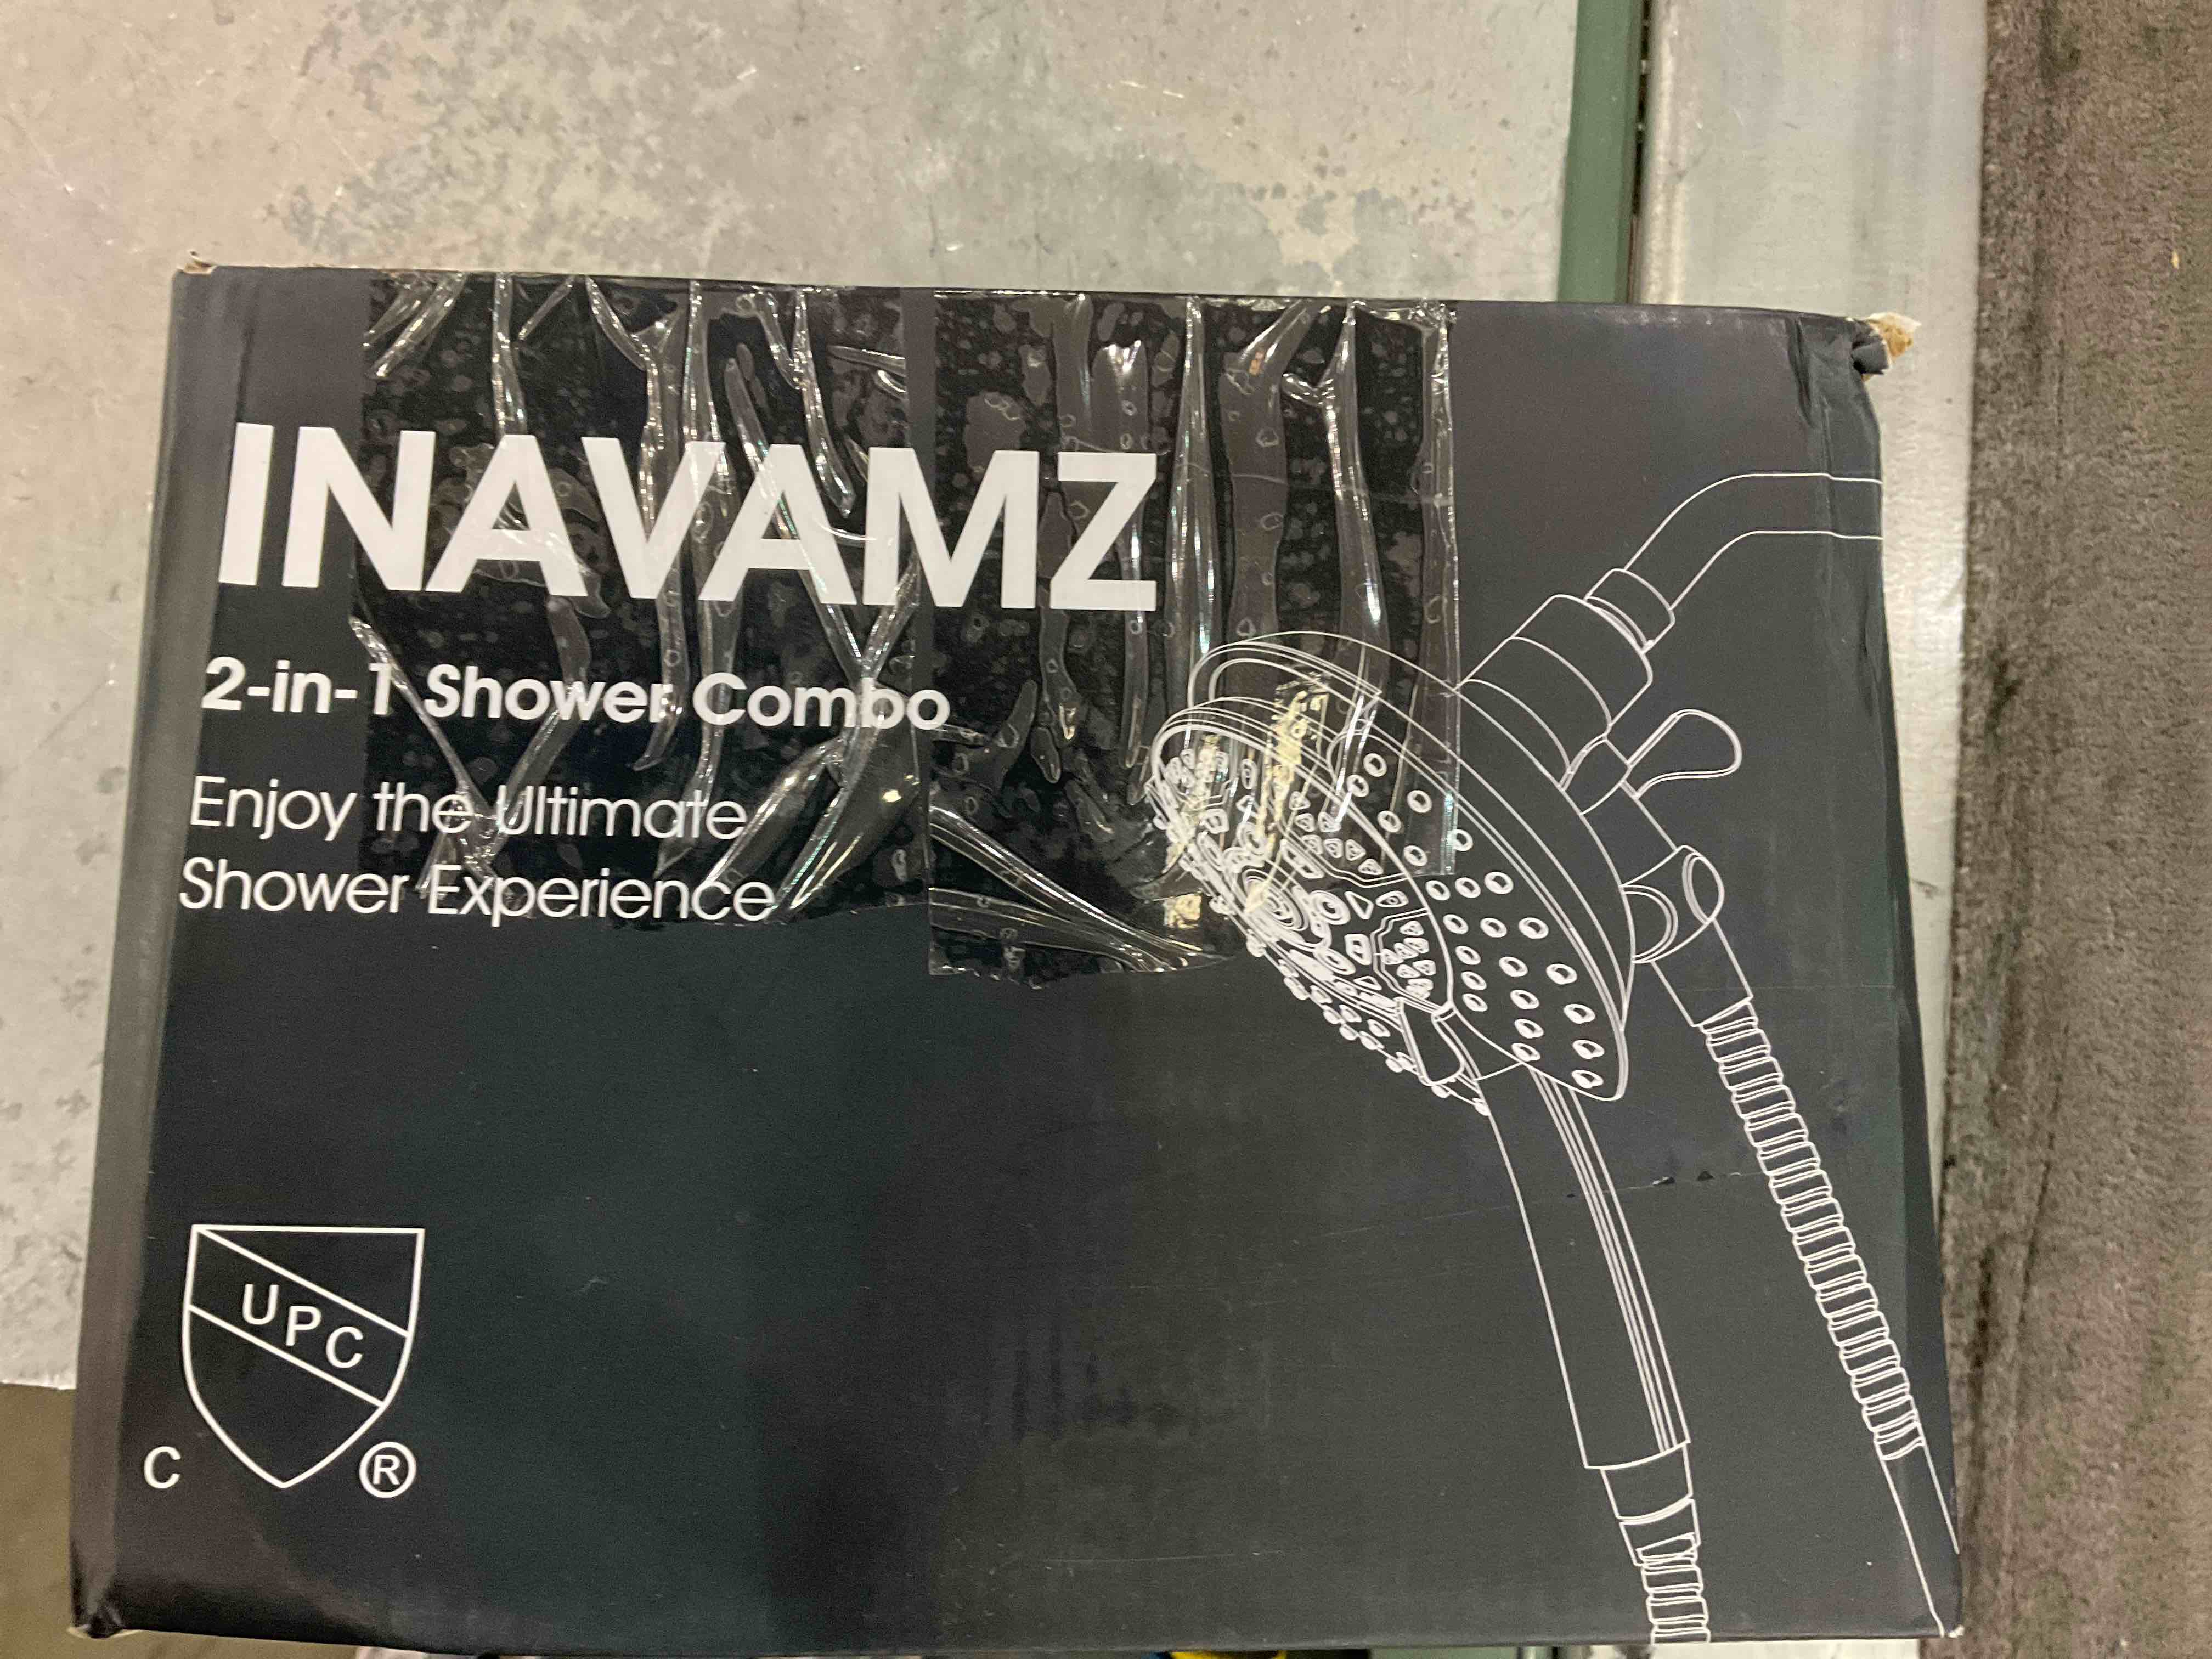 INAVAMZ
2-in-1 Shower Combo
Enjoy the Ultimate
Shower Experience
UPC
C ®